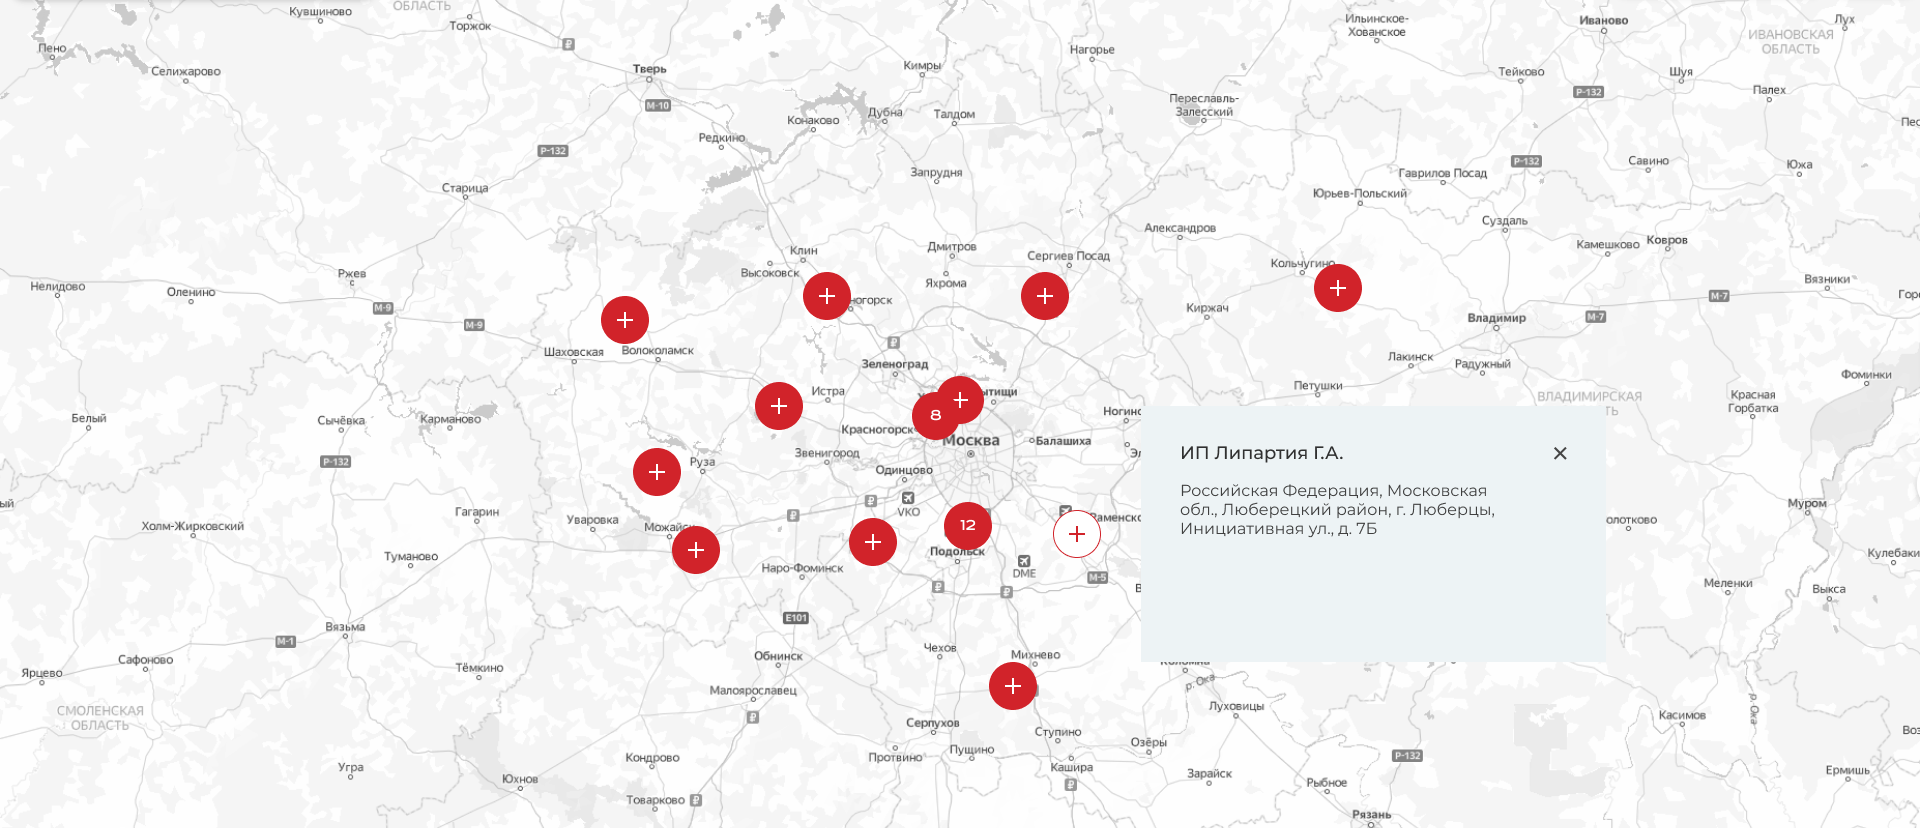 ОБЛАСТЬ
Кувшиново
Торжок
Ильинское-
Хованское
Иваново
Лух
ИВАНОВСКАЯ
ОБЛАСТЬ
Пено
Селижарово
Тверь
Кимры
Нагорье
Тейково
Шуя
Палех
Р-132
М-10
Конаково
Дубна
Талдом
Переславль-
Залесский
Редкино
Р-132
Р-132
Савино
Южа
Старица
Запрудня
Гаврилов Посад
Юрьев-Польский
Суздаль
Александров
Камешково
Ковров
Клин
Дмитров
Сергиев Посад
Кольчугино
Высоковск
Яхрома
Ржев
Нелидово
Оленино
Вязники
М-7
М-9
М-9
ногорск
Киржач
Владимир
М-7
Шаховская
Волоколамск
Зеленоград
Лакинск
Радужный
Фоминки
Истра
ытищи
Петушки
ВЛАДИМИРСКАЯ
Красная
Горбатка
Белый
Сычёвка
Карманово
8
Красногорск
Москва
Балашиха
Звенигород
Р-132
Руза
Одинцово
VKO
Гагарин
Холм-Жирковский
Уваровка
12
Муром
олотково
Туманово
Наро-Фоминск
Подольск
DME
М-5
Кулебаки
Меленки
Выкса
ИП Липартия Г.А.
Российская Федерация, Московская
обл., Люберецкий район, г. Люберцы,
Инициативная ул., д. 7Б
Е101
Вязьма
М-1
Сафоново
Ярцево
Тёмкино
Обнинск
Чехов
Михнево
Малоярославец
р. Ока
Луховицы
СМОЛЕНСКАЯ
ОБЛАСТЬ
Серпухов
Ступино
Касимов
р. Ока
Озёры
Протвино
Пущино
Кашира
Р-132
Угра
Юхнов
Кондрово
Зарайск
Рыбное
Ермишь
Товарково
Рязань